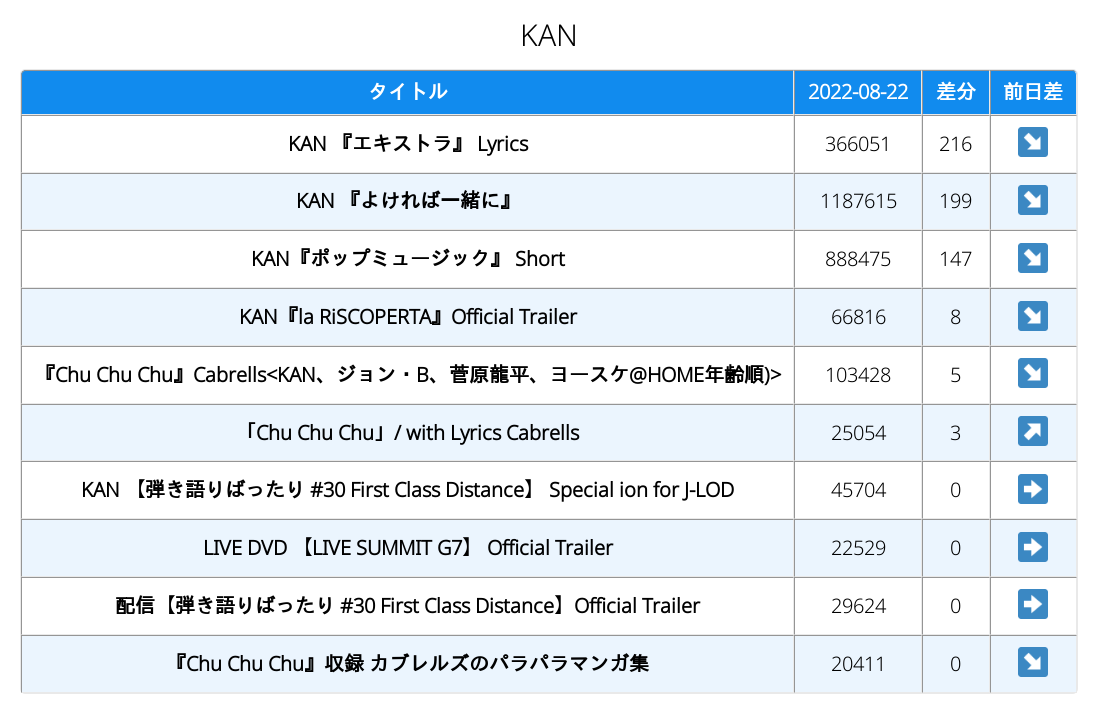 KAN
タイトル 2022-08-22 差分 前日差
KAN 『エキストラ』 Lyrics 366051 216 ↘
KAN 『よければ一緒に』 1187615 199 ↘
KAN『ポップミュージック』 Short 888475 147 ↘
KAN『la RiSCOPERTA』Official Trailer 66816 8 ↘
『Chu Chu Chu』Cabrells<KAN、ジョン・B、菅原龍平、ヨースケ@HOME年齢順)> 103428 5 ↘
「Chu Chu Chu」/ with Lyrics Cabrells 25054 3 ↗
KAN 【弾き語りばったり #30 First Class Distance】 Special ion for J-LOD 45704 0 ➡
LIVE DVD 【LIVE SUMMIT G7】 Official Trailer 22529 0 ➡
配信【弾き語りばったり #30 First Class Distance】Official Trailer 29624 0 ➡
『Chu Chu Chu』収録 カブレルズのパラパラマンガ集 20411 0 ↘